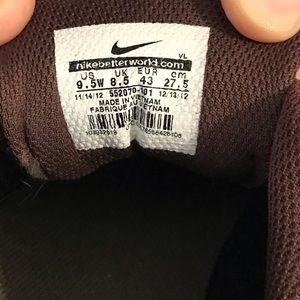 nikebetterworld.com
VL
US UK EUR cm
9.5W 8.5 43 27.5
11/14/12 552070-101 12/13/12
MADE IN VIETNAM
FABRIQUE AU VIETNAM